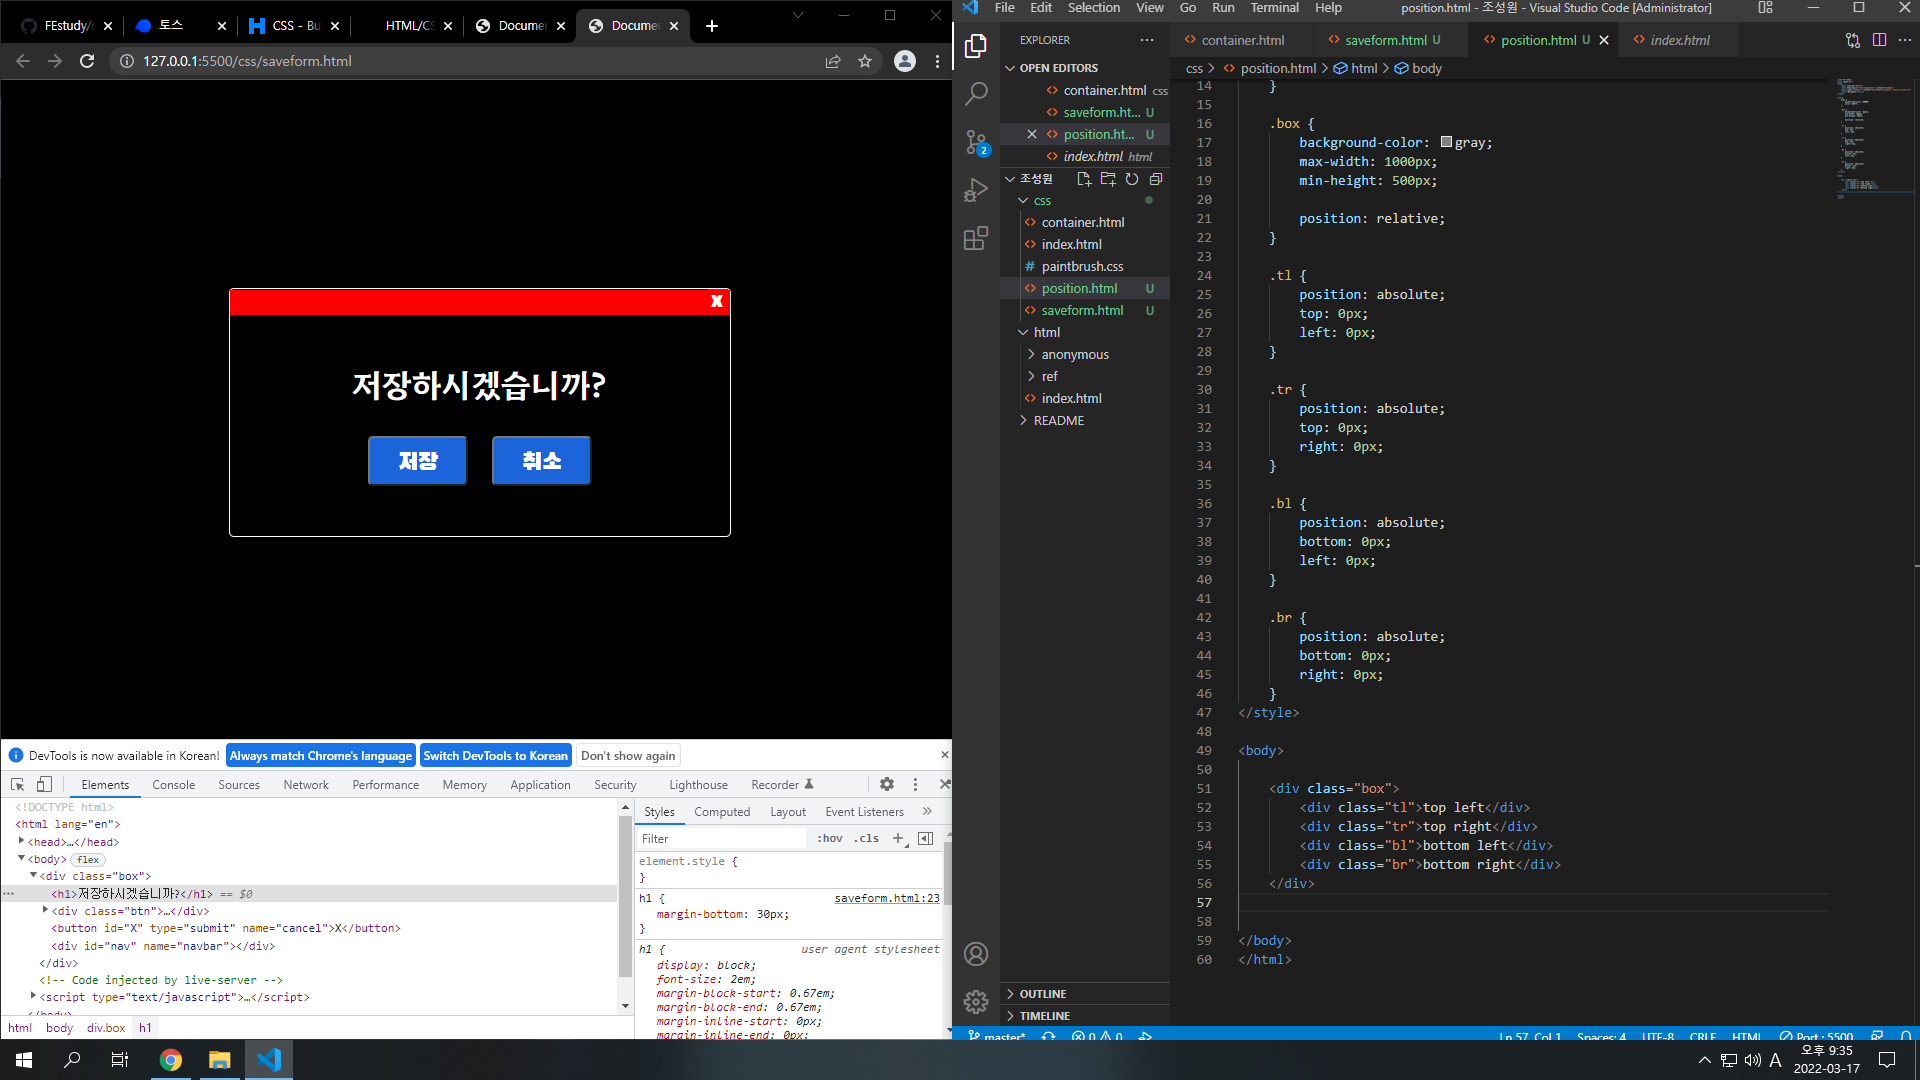 FEstudy/c
토스
CSS - Bu
HTML/CS
Documen
Documen
127.0.0.1:5500/css/saveform.html
X
저장하시겠습니까?
저장
취소
DevTools is now available in Korean!
Always match Chrome's language
Switch DevTools to Korean
Don't show again
Elements
Console
Sources
Network
Performance
Memory
Application
Security
Lighthouse
Recorder
<!DOCTYPE html>
<html lang="en">
<head>…</head>
<body> flex
<div class="box">
<h1>저장하시겠습니까?</h1> == $0
<div class="btn">…</div>
<button id="X" type="submit" name="cancel">X</button>
<div id="nav" name="navbar"></div>
</div>
<!-- Code injected by live-server -->
<script type="text/javascript">…</script>
</body>
html body div.box h1
Styles
Computed
Layout
Event Listeners
Filter
:hov .cls
element.style {
}
h1 { saveform.html:23
margin-bottom: 30px;
}
h1 { user agent stylesheet
display: block;
font-size: 2em;
margin-block-start: 0.67em;
margin-block-end: 0.67em;
margin-inline-start: 0px;
margin-inline-end: 0px;
File Edit Selection View Go Run Terminal Help
position.html - 조성원 - Visual Studio Code [Administrator]
EXPLORER
OPEN EDITORS
container.html css
saveform.ht... U
position.ht... U
index.html html
조성원
css
container.html
index.html
paintbrush.css
position.html U
saveform.html U
html
anonymous
ref
index.html
README
OUTLINE
TIMELINE
2
container.html
saveform.html U
position.html U
index.html
css > position.html > html > body
14 }
15
16 .box {
17 background-color: gray;
18 max-width: 1000px;
19 min-height: 500px;
20
21 position: relative;
22 }
23
24 .tl {
25 position: absolute;
26 top: 0px;
27 left: 0px;
28 }
29
30 .tr {
31 position: absolute;
32 top: 0px;
33 right: 0px;
34 }
35
36 .bl {
37 position: absolute;
38 bottom: 0px;
39 left: 0px;
40 }
41
42 .br {
43 position: absolute;
44 bottom: 0px;
45 right: 0px;
46 }
47 </style>
48
49 <body>
50
51 <div class="box">
52 <div class="tl">top left</div>
53 <div class="tr">top right</div>
54 <div class="bl">bottom left</div>
55 <div class="br">bottom right</div>
56 </div>
57
58
59 </body>
60 </html>
master* 0 0
Ln 57, Col 1 Spaces: 4 UTF-8 CRLF HTML Port : 5500
A
오후 9:35
2022-03-17